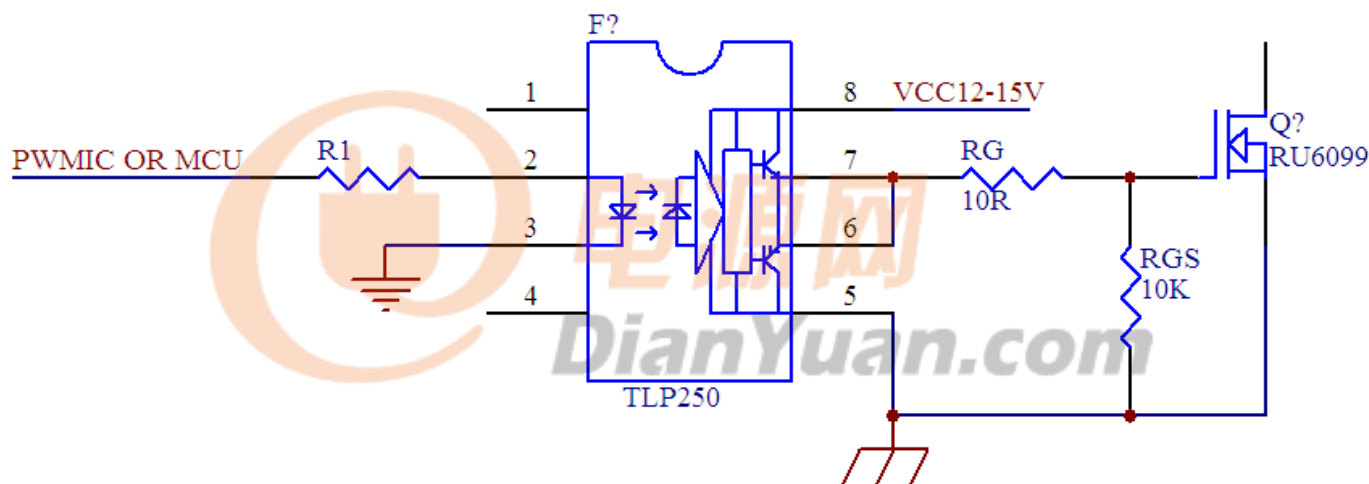 F?
1
8
VCC12-15V
PWMIC OR MCU
R1
2
7
RG
10R
Q?
RU6099
3
6
电源网
RGS
10K
4
5
DianYuan.com
TLP250